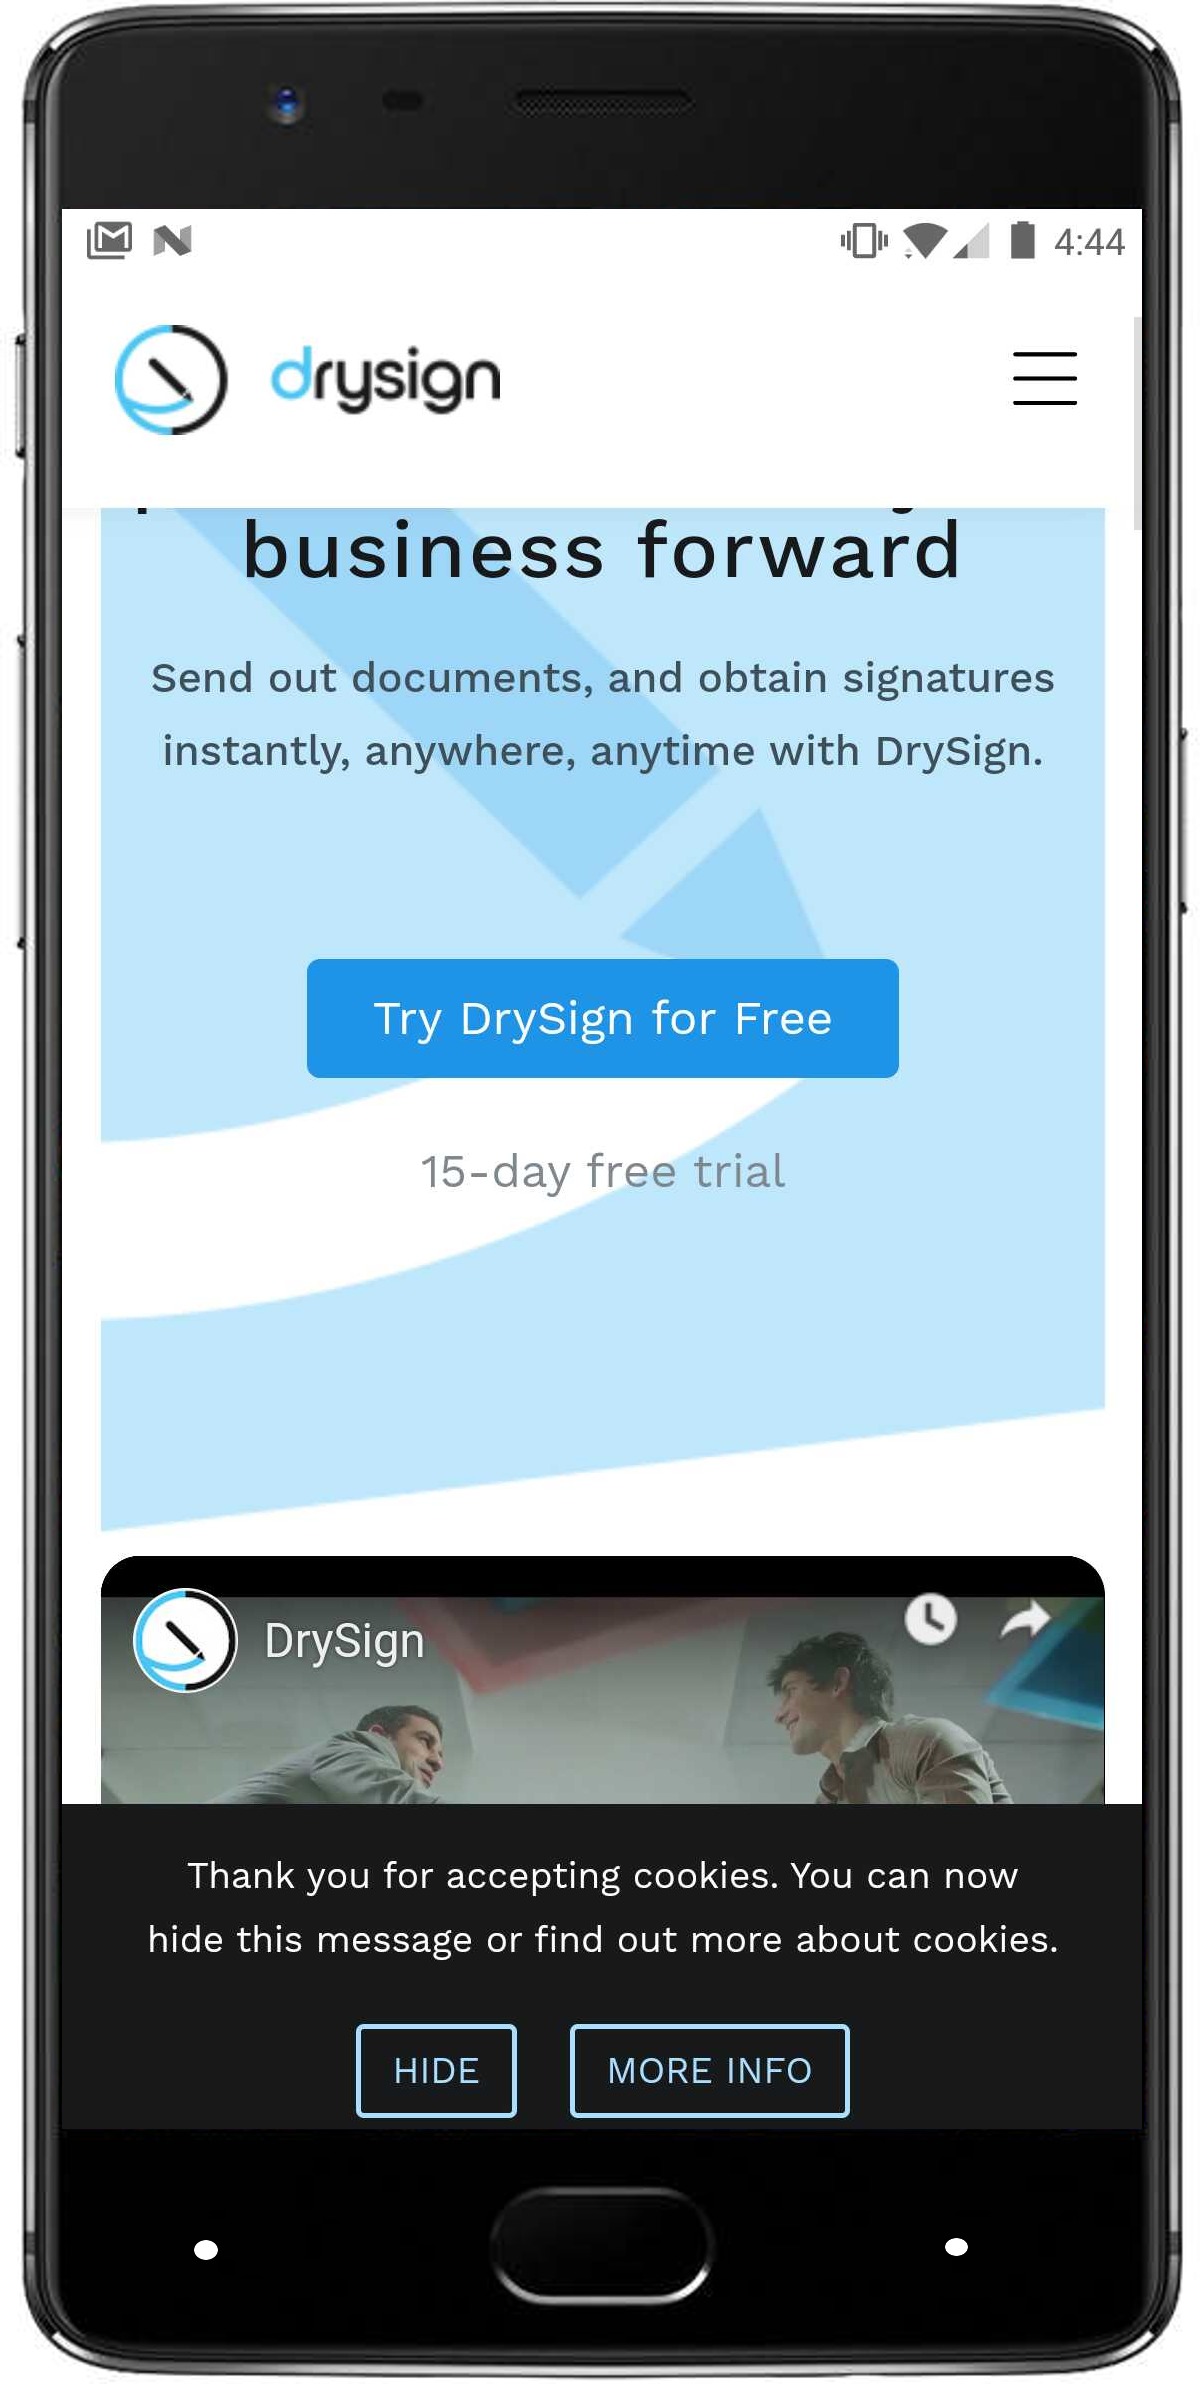 4:44
drysign
business forward
Send out documents, and obtain signatures
instantly, anywhere, anytime with DrySign.
Try DrySign for Free
15-day free trial
DrySign
Thank you for accepting cookies. You can now
hide this message or find out more about cookies.
HIDE
MORE INFO